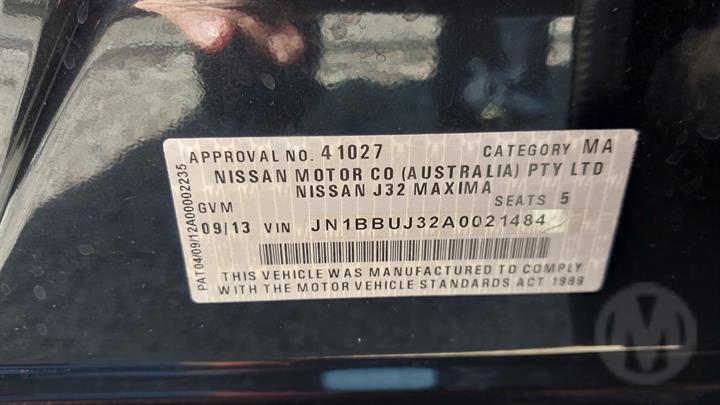 APPROVAL NO. 41027 CATEGORY MA
NISSAN MOTOR CO (AUSTRALIA) PTY LTD
NISSAN J32 MAXIMA
GVM SEATS 5
09/13 VIN JN1BBUJ32A0021484
THIS VEHICLE WAS MANUFACTURED TO COMPLY
WITH THE MOTOR VEHICLE STANDARDS ACT 1989
PAT04/09/12A00002235
M